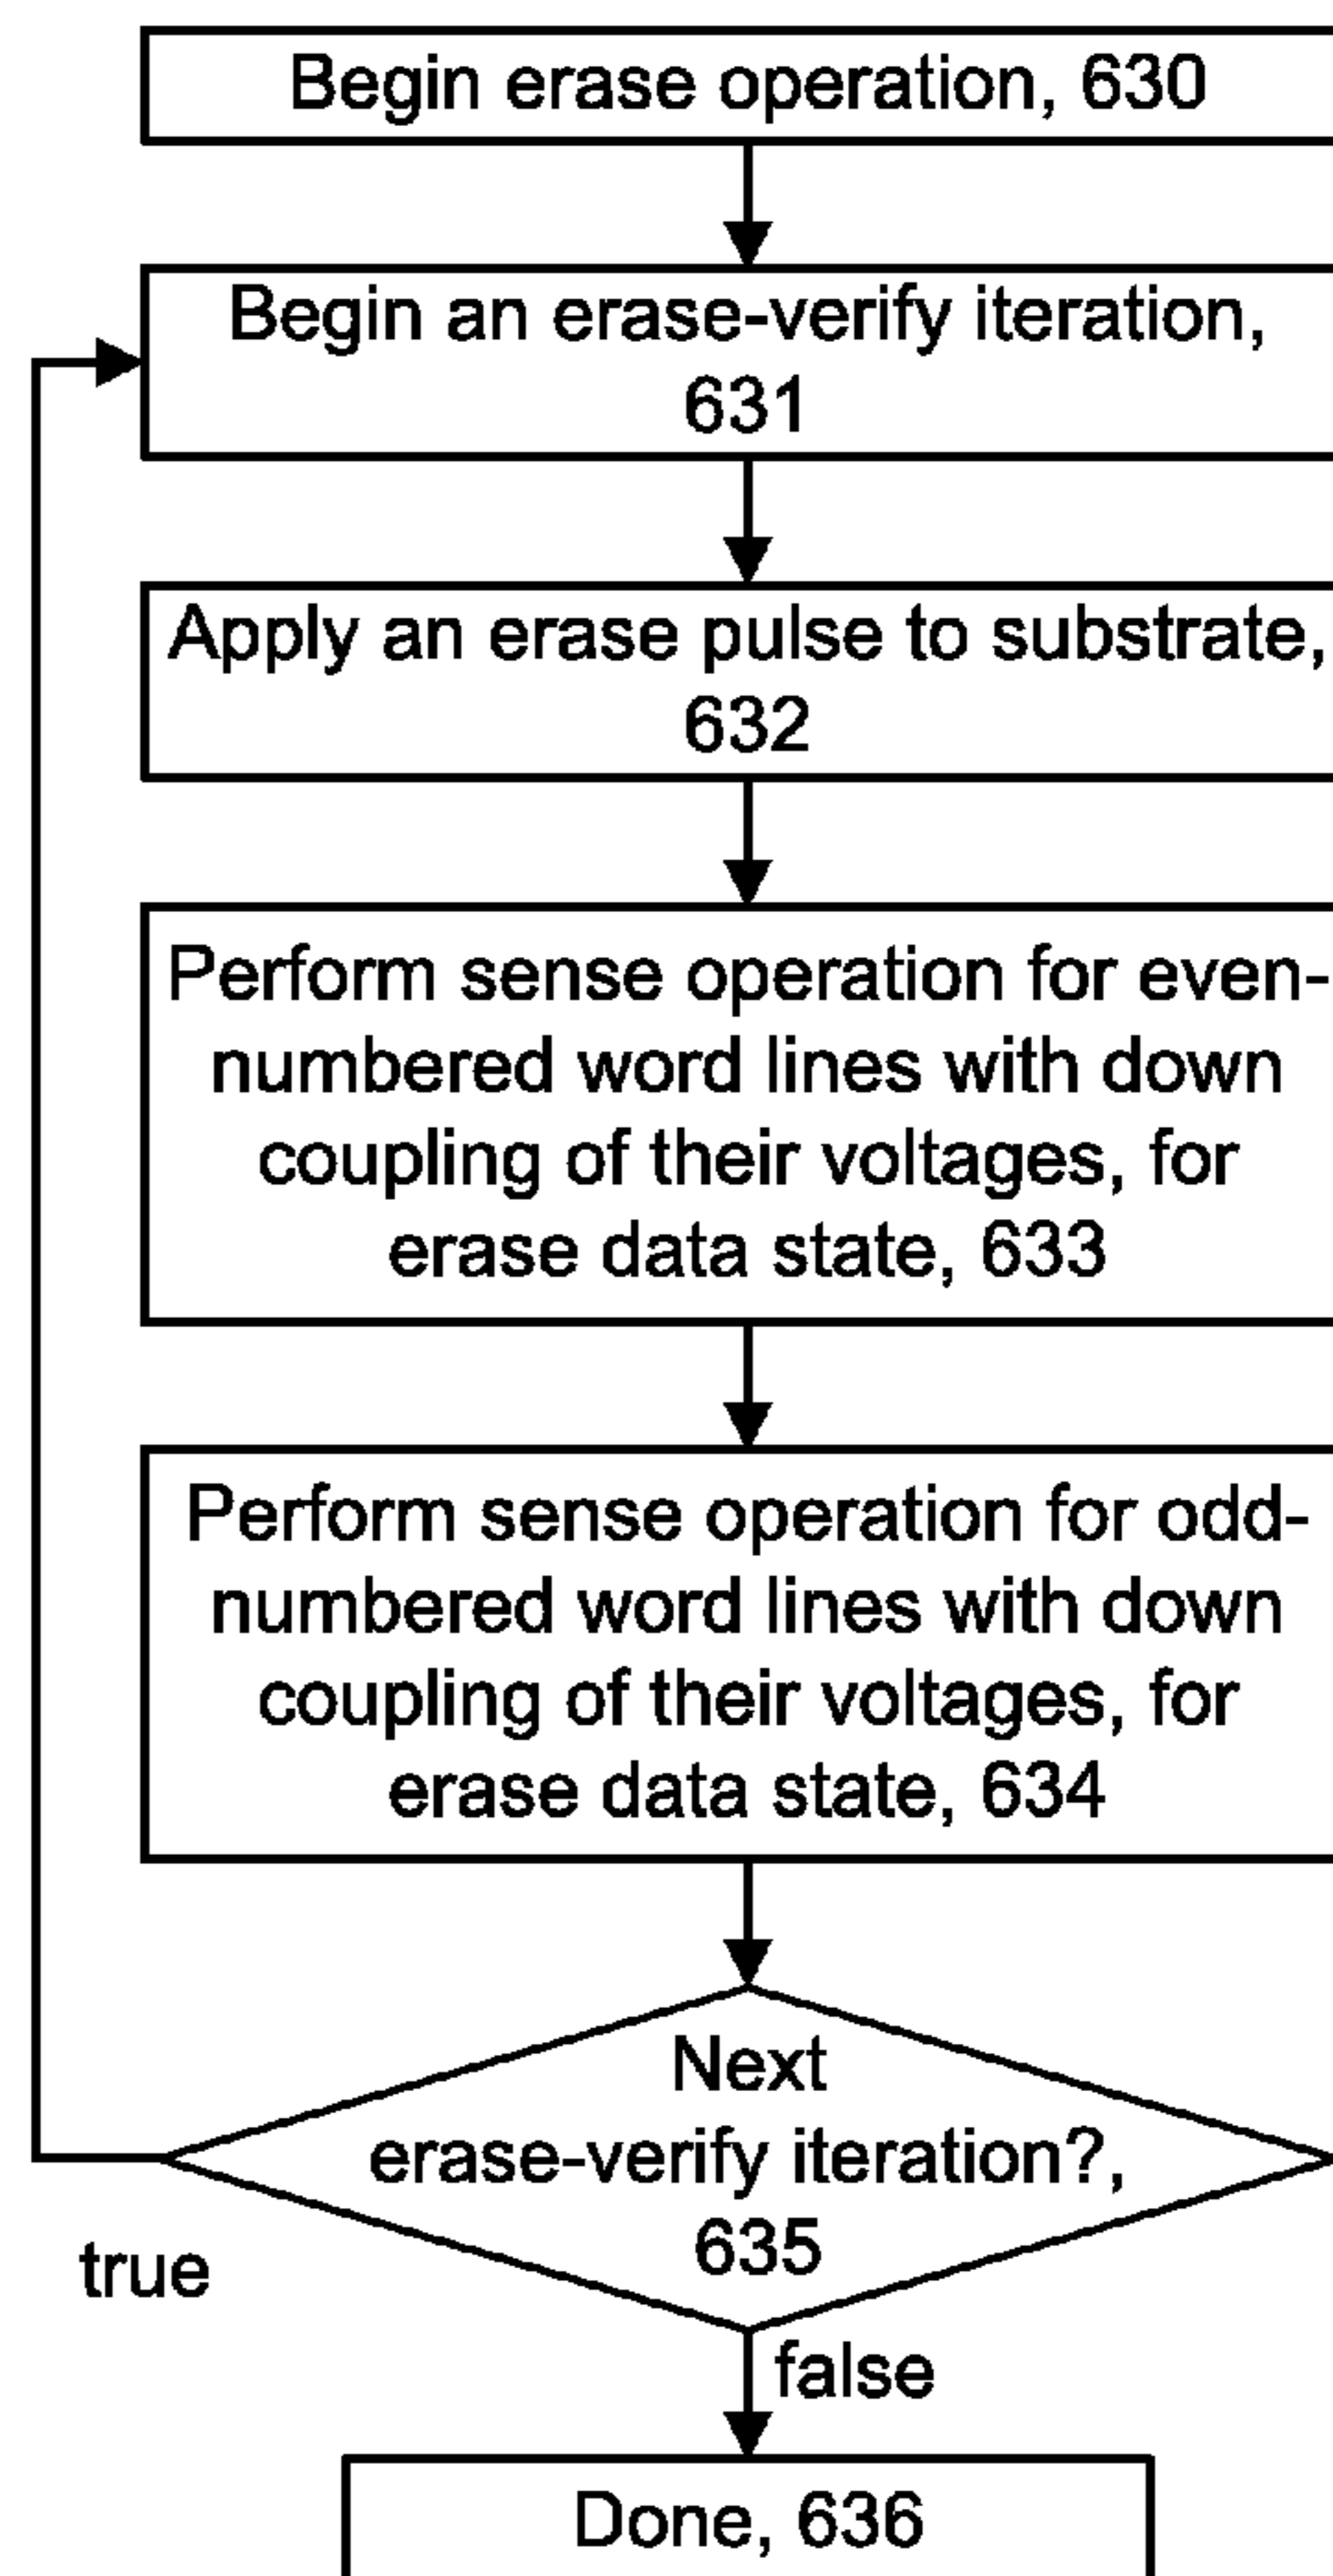 Begin erase operation, 630
Begin an erase-verify iteration,
631
Apply an erase pulse to substrate,
632
Perform sense operation for even-
numbered word lines with down
coupling of their voltages, for
erase data state, 633
Perform sense operation for odd-
numbered word lines with down
coupling of their voltages, for
erase data state, 634
Next
erase-verify iteration?,
635
true
false
Done, 636